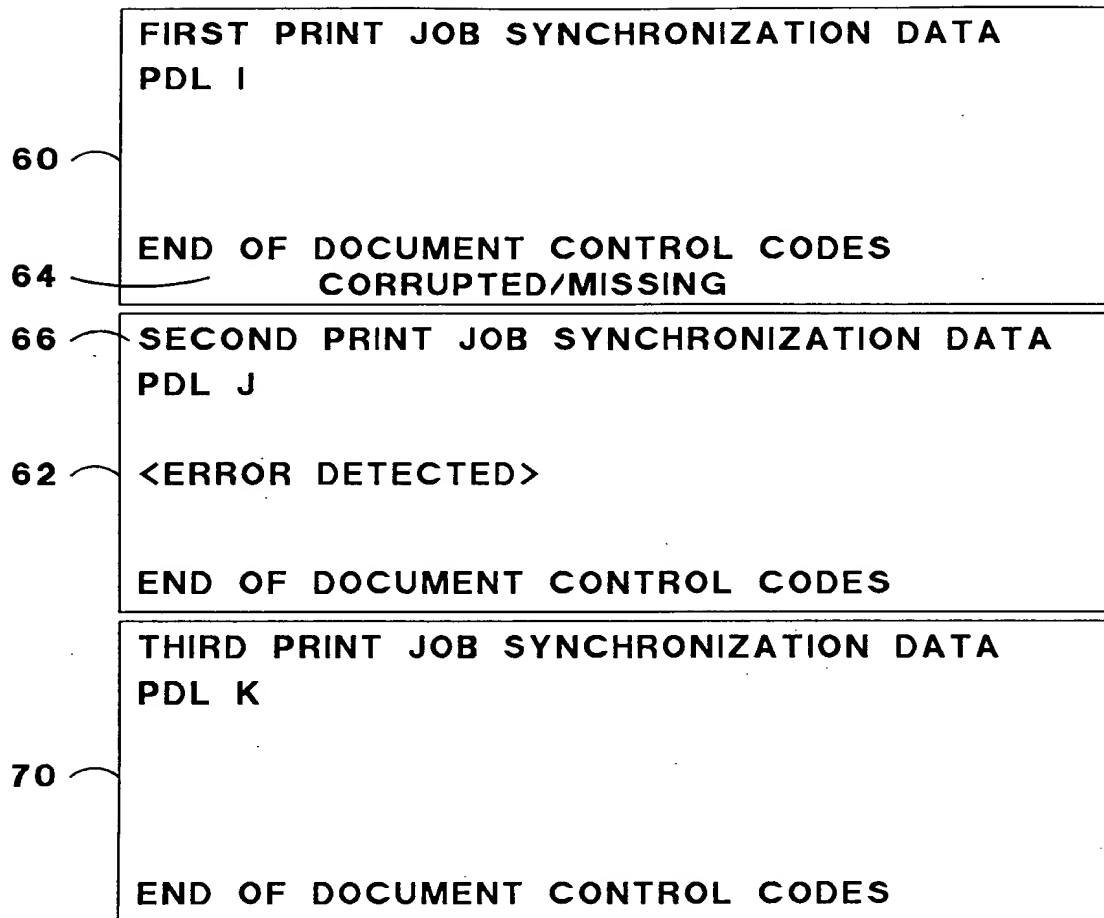 FIRST PRINT JOB SYNCHRONIZATION DATA
PDL I
60
END OF DOCUMENT CONTROL CODES
64
CORRUPTED/MISSING
66
SECOND PRINT JOB SYNCHRONIZATION DATA
PDL J
62
<ERROR DETECTED>
END OF DOCUMENT CONTROL CODES
THIRD PRINT JOB SYNCHRONIZATION DATA
PDL K
70
END OF DOCUMENT CONTROL CODES